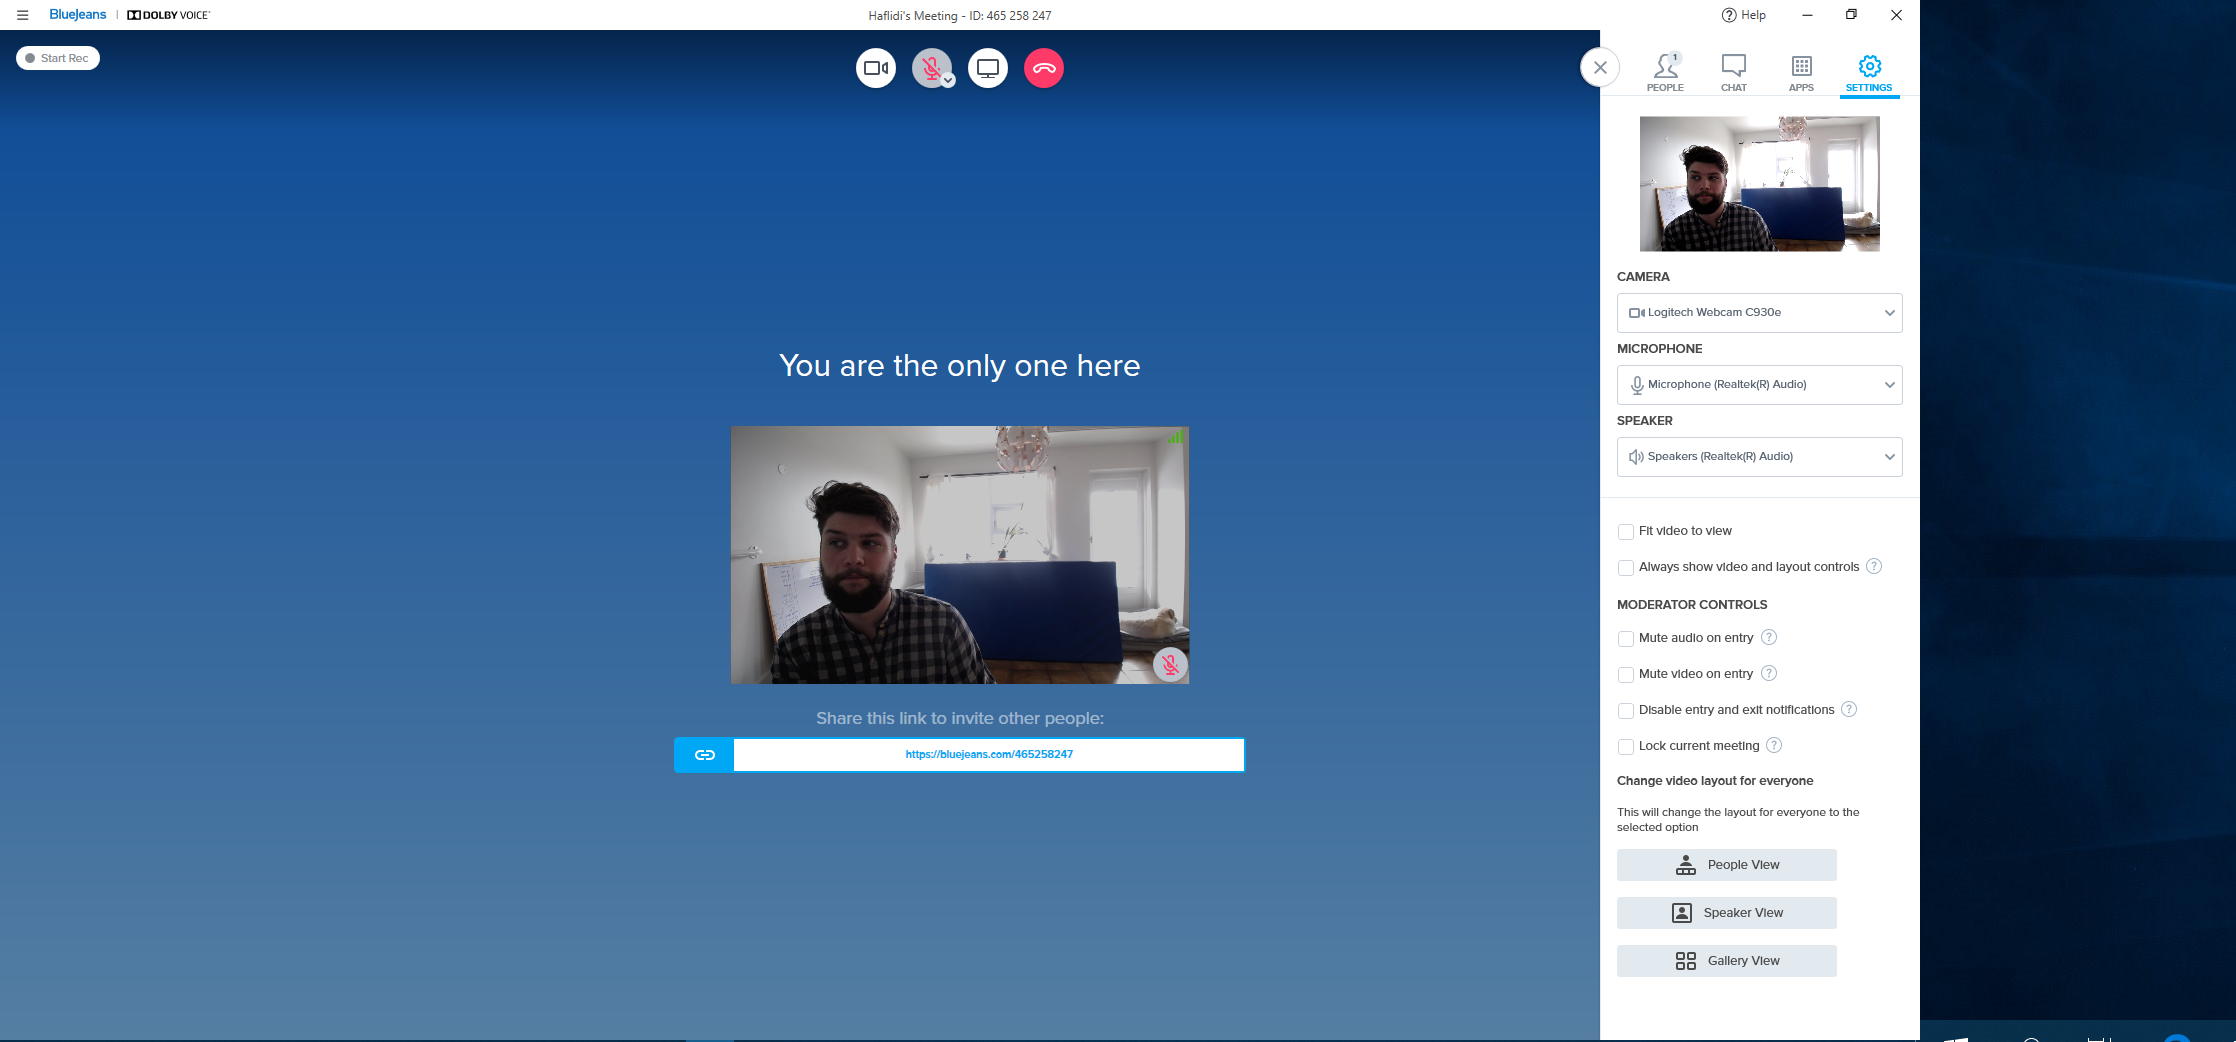 BlueJeans | DOLBY VOICE
Haflidi's Meeting - ID: 465 258 247
Help
Start Rec
1
PEOPLE
CHAT
APPS
SETTINGS
You are the only one here
Share this link to invite other people:
https://bluejeans.com/465258247
CAMERA
Logitech Webcam C930e
MICROPHONE
Microphone (Realtek(R) Audio)
SPEAKER
Speakers (Realtek(R) Audio)
Fit video to view
Always show video and layout controls ?
MODERATOR CONTROLS
Mute audio on entry ?
Mute video on entry ?
Disable entry and exit notifications ?
Lock current meeting ?
Change video layout for everyone
This will change the layout for everyone to the
selected option
People View
Speaker View
Gallery View